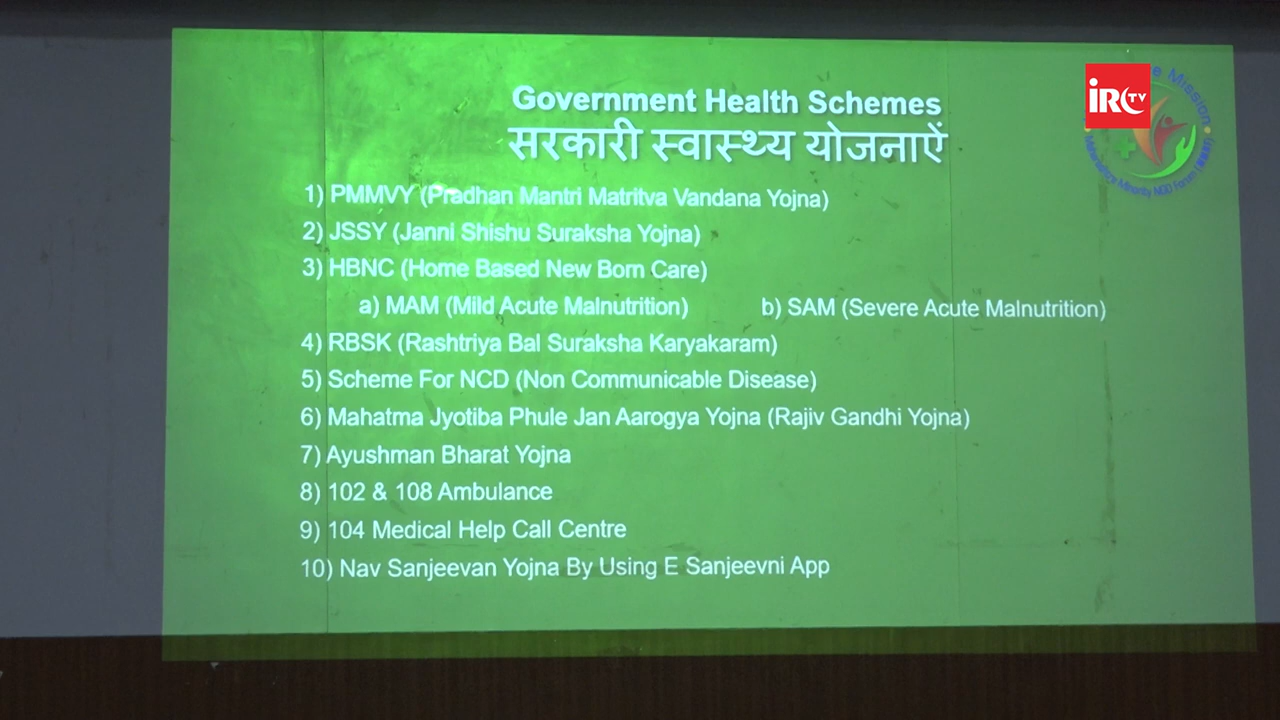 Government Health Schemes
सरकारी स्वास्थ्य योजनाऐं
1) PMMVY (Pradhan Mantri Matritva Vandana Yojna)
2) JSSY (Janni Shishu Suraksha Yojna)
3) HBNC (Home Based New Born Care)
a) MAM (Mild Acute Malnutrition) b) SAM (Severe Acute Malnutrition)
4) RBSK (Rashtriya Bal Suraksha Karyakaram)
5) Scheme For NCD (Non Communicable Disease)
6) Mahatma Jyotiba Phule Jan Aarogya Yojna (Rajiv Gandhi Yojna)
7) Ayushman Bharat Yojna
8) 102 & 108 Ambulance
9) 104 Medical Help Call Centre
10) Nav Sanjeevan Yojna By Using E Sanjeevni App
iRC TV
Mission
Minority NGO Forum